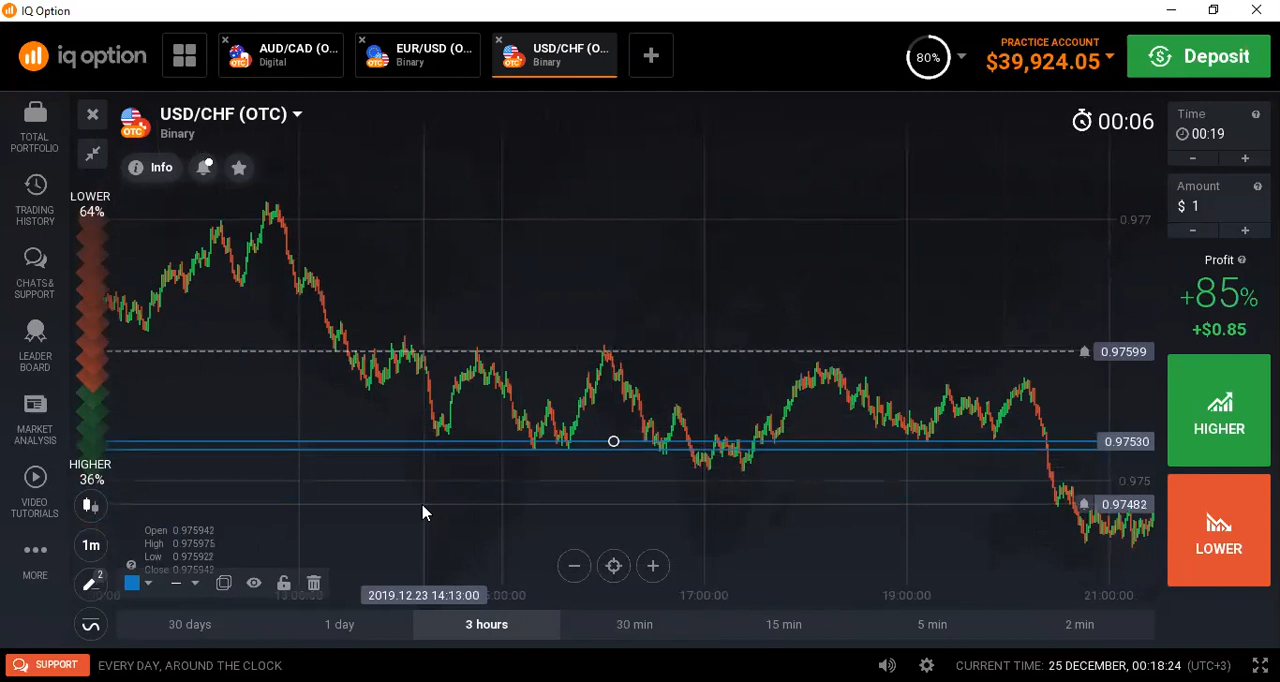 IQ Option
iq option
AUD/CAD (O...
Digital
EUR/USD (O...
Binary
USD/CHF (O...
Binary
80%
PRACTICE ACCOUNT
$39,924.05
Deposit
TOTAL
PORTFOLIO
TRADING
HISTORY
CHATS &
SUPPORT
LEADER
BOARD
MARKET
ANALYSIS
VIDEO
TUTORIALS
MORE
USD/CHF (OTC)
OTC
Binary
Info
00:06
LOWER
64%
HIGHER
36%
1m
2
0.977
0.97599
0.97530
0.975
0.97482
Open 0.975942
High 0.975975
Low 0.975922
Close 0.975942
13:00:00
2019.12.23 14:13:00
17:00:00
19:00:00
21:00:00
30 days
1 day
3 hours
30 min
15 min
5 min
2 min
Time
00:19
Amount
$ 1
Profit
+85%
+$0.85
HIGHER
LOWER
SUPPORT
EVERY DAY, AROUND THE CLOCK
CURRENT TIME: 25 DECEMBER, 00:18:24 (UTC+3)